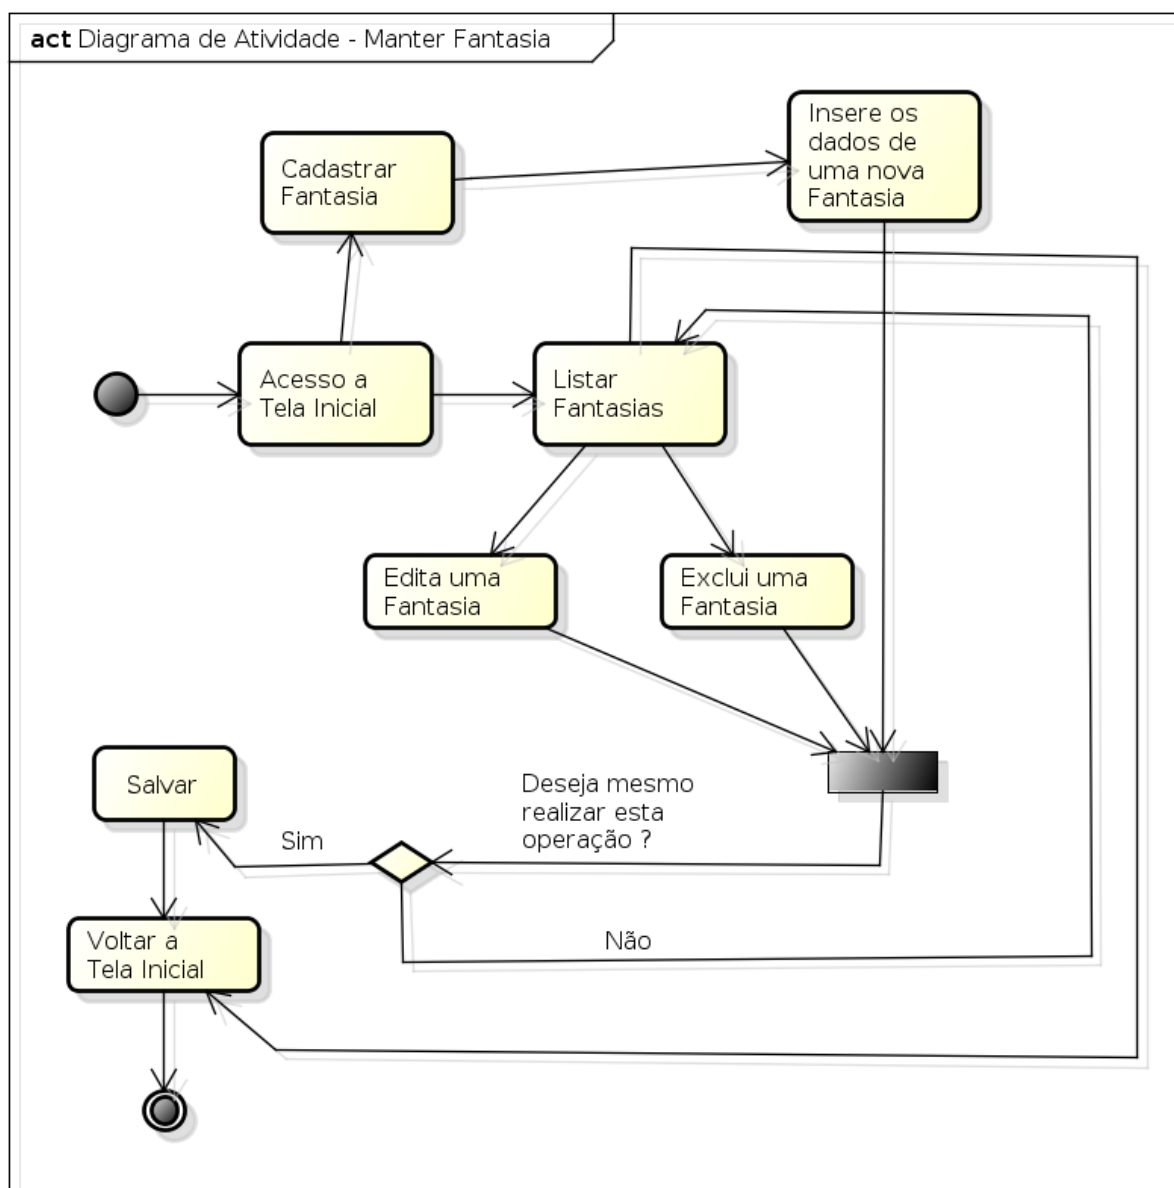 act Diagrama de Atividade - Manter Fantasia
Insere os
dados de
uma nova
Fantasia
Cadastrar
Fantasia
Acesso a
Tela Inicial
Listar
Fantasias
Edita uma
Fantasia
Exclui uma
Fantasia
Salvar
Deseja mesmo
realizar esta
operação ?
Sim
Não
Voltar a
Tela Inicial